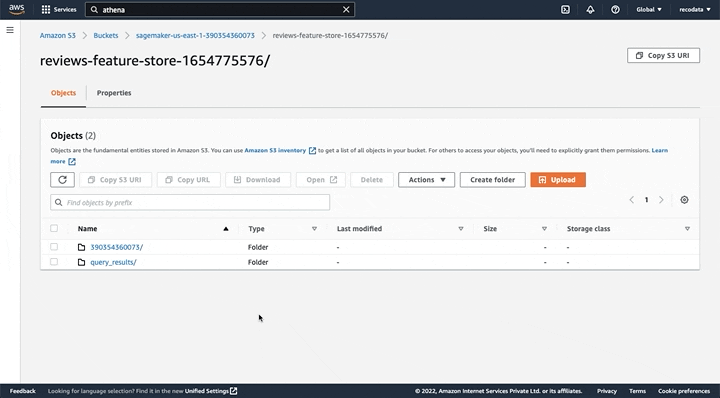 aws Services athena Global recodata
Amazon S3 Buckets sagemaker-us-east-1-390354360073 reviews-feature-store-1654775576/
reviews-feature-store-1654775576/
Copy S3 URI
Objects Properties
Objects (2)
Objects are the fundamental entities stored in Amazon S3. You can use Amazon S3 inventory to get a list of all objects in your bucket. For others to access your objects, you'll need to explicitly grant them permissions. Learn
more
Copy S3 URI Copy URL Download Open Delete Actions Create folder Upload
Find objects by prefix 1
Name Type Last modified Size Storage class
390354360073/ Folder - - -
query_results/ Folder - - -
Feedback Looking for language selection? Find it in the new Unified Settings © 2022, Amazon Internet Services Private Ltd. or its affiliates. Privacy Terms Cookie preferences